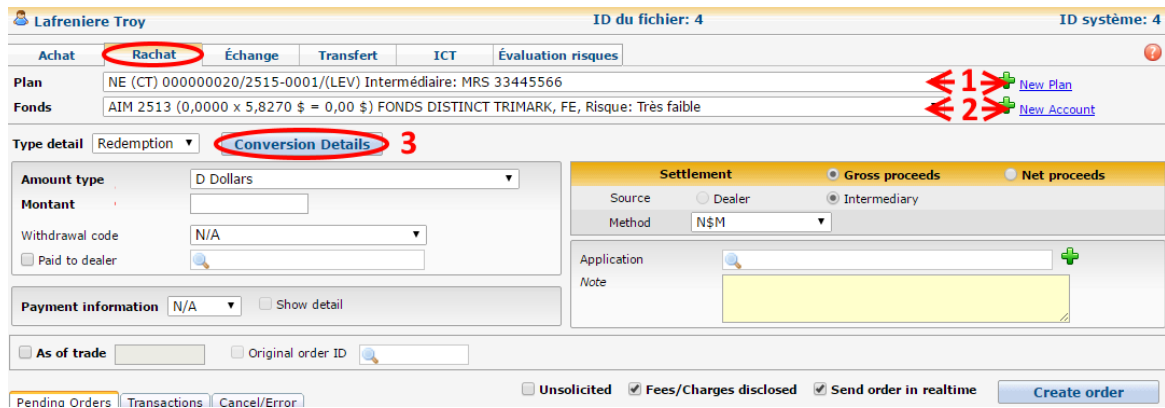 Lafreniere Troy ID du fichier: 4 ID système: 4
Achat Rachat Échange Transfert ICT Évaluation risques
Plan NE (CT) 000000020/2515-0001/(LEV) Intermédiaire: MRS 33445566 1 New Plan
Fonds AIM 2513 (0,0000 x 5,8270 $ = 0,00 $) FONDS DISTINCT TRIMARK, FE, Risque: Très faible 2 New Account
Type detail Redemption Conversion Details 3
Amount type D Dollars
Montant
Withdrawal code N/A
Paid to dealer
Payment information N/A Show detail
Settlement Gross proceeds Net proceeds
Source Dealer Intermediary
Method N$M
Application
Note
As of trade Original order ID
Unsolicited Fees/Charges disclosed Send order in realtime Create order
Pending Orders Transactions Cancel/Error